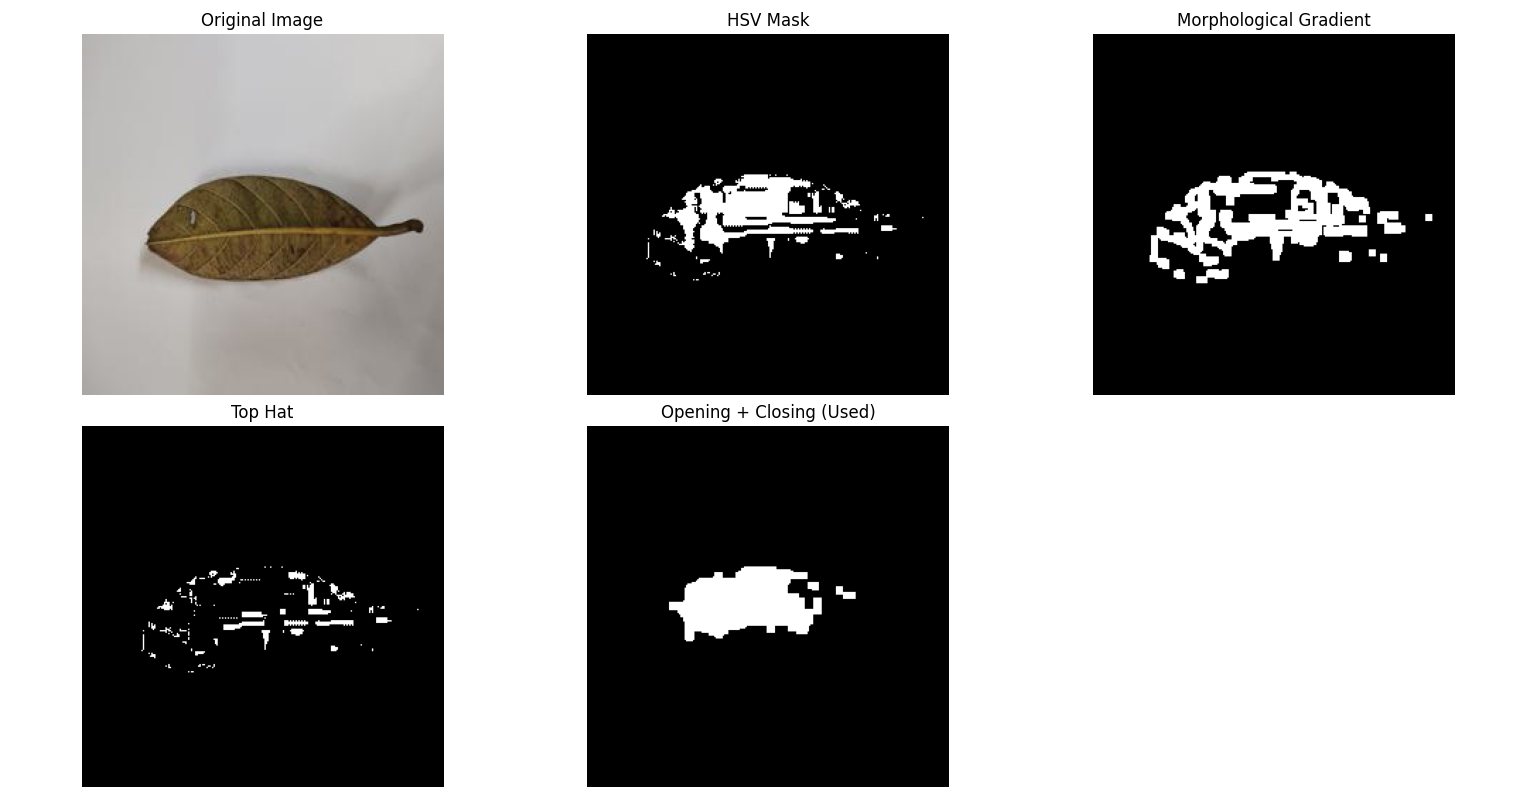 Original Image
HSV Mask
Morphological Gradient
Top Hat
Opening + Closing (Used)